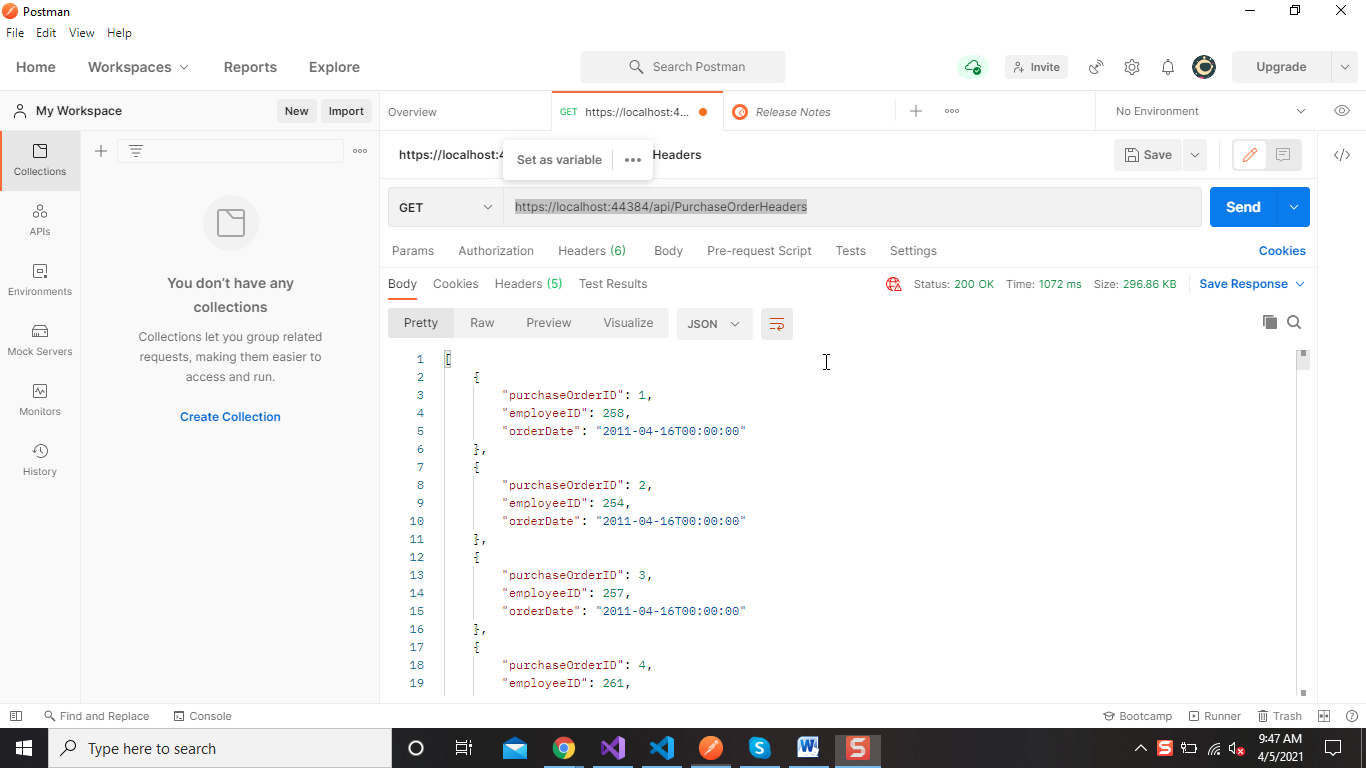 Postman
File Edit View Help
Home Workspaces Reports Explore Search Postman Invite Upgrade
My Workspace New Import Overview GET https://localhost:4... Release Notes No Environment
Collections
APIs
Environments
Mock Servers
Monitors
History
You don't have any
collections
Collections let you group related
requests, making them easier to
access and run.
Create Collection
https://localhost:4 Headers Save
Set as variable
GET https://localhost:44384/api/PurchaseOrderHeaders Send
Params Authorization Headers (6) Body Pre-request Script Tests Settings Cookies
Body Cookies Headers (5) Test Results Status: 200 OK Time: 1072 ms Size: 296.86 KB Save Response
Pretty Raw Preview Visualize JSON
1 [
2 {
3 "purchaseOrderID": 1,
4 "employeeID": 258,
5 "orderDate": "2011-04-16T00:00:00"
6 },
7 {
8 "purchaseOrderID": 2,
9 "employeeID": 254,
10 "orderDate": "2011-04-16T00:00:00"
11 },
12 {
13 "purchaseOrderID": 3,
14 "employeeID": 257,
15 "orderDate": "2011-04-16T00:00:00"
16 },
17 {
18 "purchaseOrderID": 4,
19 "employeeID": 261,
Find and Replace Console Bootcamp Runner Trash
Type here to search
9:47 AM
4/5/2021